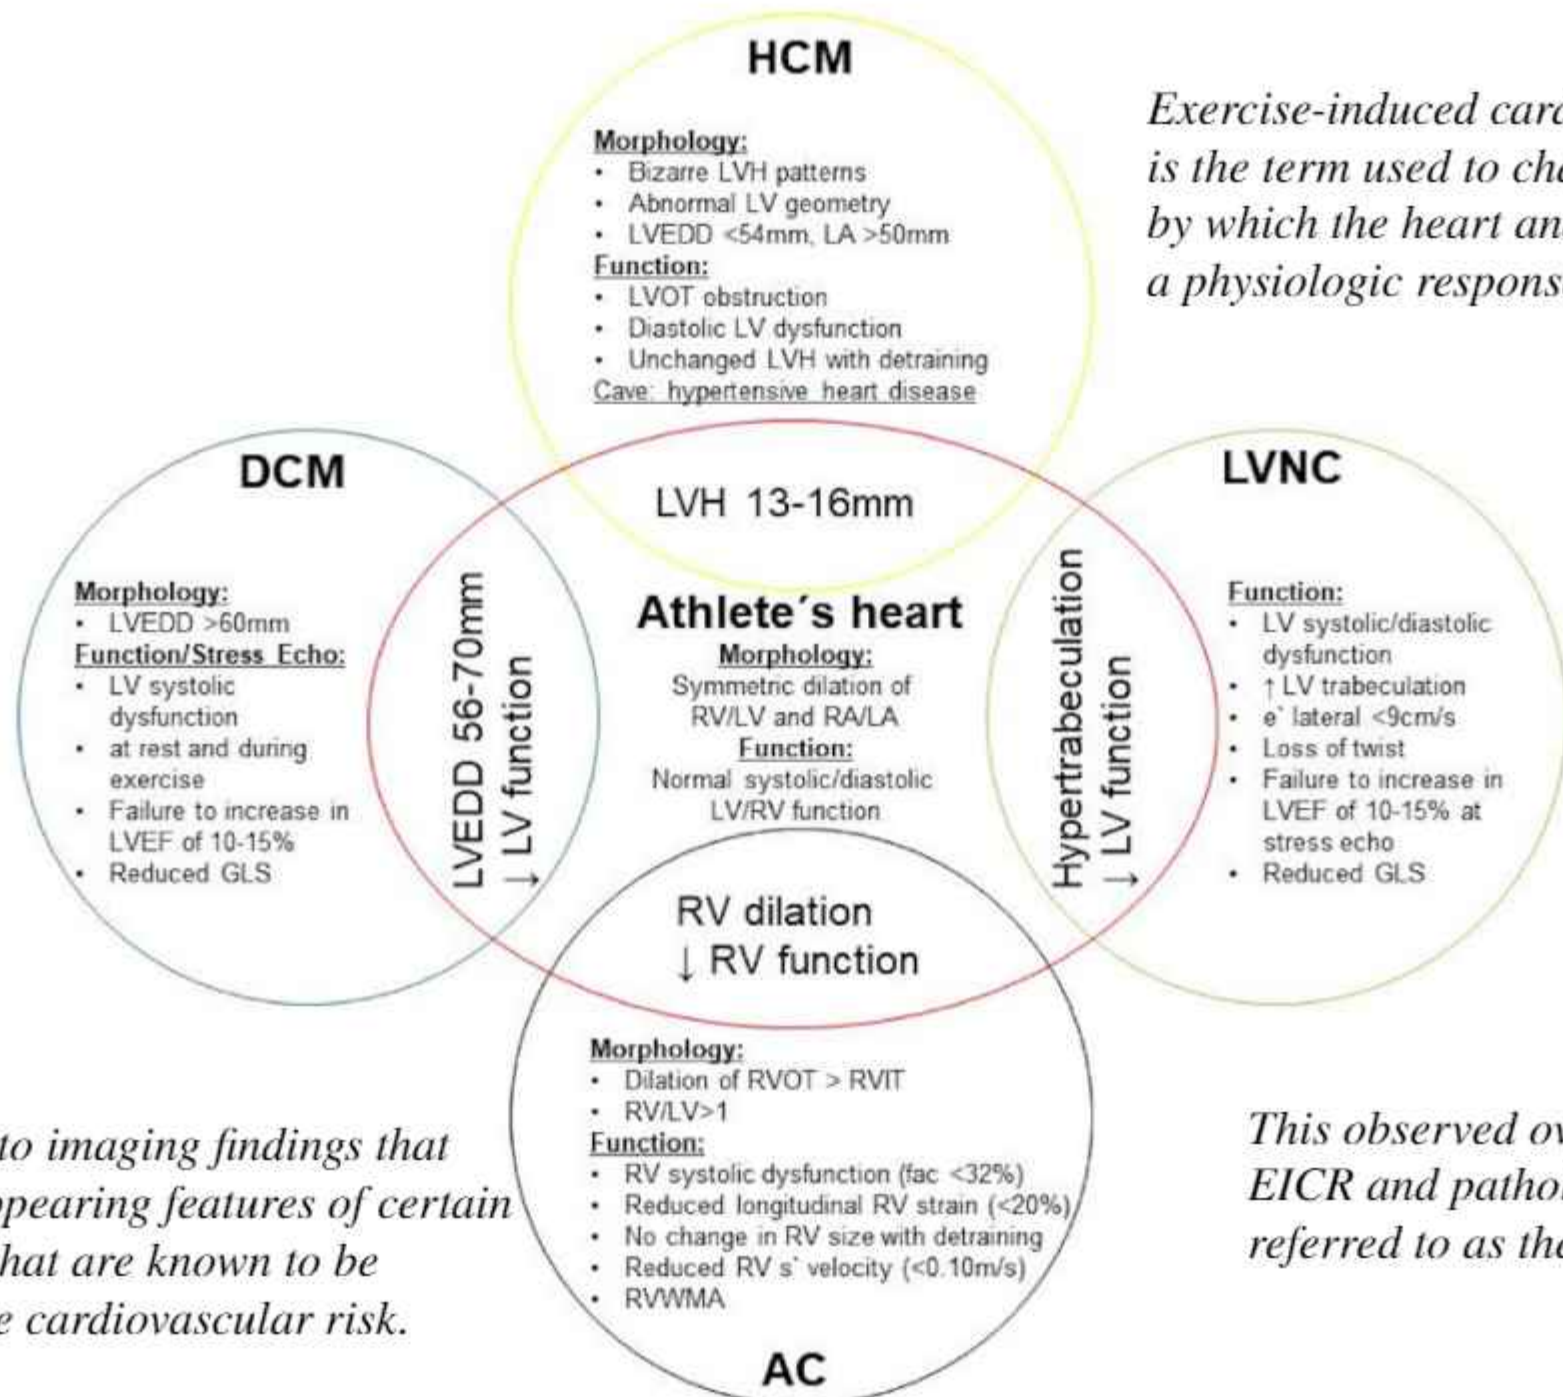 HCM
Morphology:
• Bizarre LVH patterns
• Abnormal LV geometry
• LVEDD <54mm, LA >50mm
Function:
• LVOT obstruction
• Diastolic LV dysfunction
• Unchanged LVH with detraining
Cave: hypertensive heart disease
Exercise-induced card
is the term used to cha
by which the heart an
a physiologic respons
DCM
Morphology:
• LVEDD >60mm
Function/Stress Echo:
• LV systolic
dysfunction
• at rest and during
exercise
• Failure to increase in
LVEF of 10-15%
• Reduced GLS
LVH 13-16mm
LVEDD 56-70mm
↓ LV function
Athlete´s heart
Morphology:
Symmetric dilation of
RV/LV and RA/LA
Function:
Normal systolic/diastolic
LV/RV function
Hypertrabeculation
↓ LV function
LVNC
Function:
• LV systolic/diastolic
dysfunction
• ↑ LV trabeculation
• e` lateral <9cm/s
• Loss of twist
• Failure to increase in
LVEF of 10-15% at
stress echo
• Reduced GLS
RV dilation
↓ RV function
Morphology:
• Dilation of RVOT > RVIT
• RV/LV>1
Function:
• RV systolic dysfunction (fac <32%)
• Reduced longitudinal RV strain (<20%)
• No change in RV size with detraining
• Reduced RV s` velocity (<0.10m/s)
• RVWMA
AC
to imaging findings that
ppearing features of certain
hat are known to be
e cardiovascular risk.
This observed ov
EICR and pathol
referred to as the